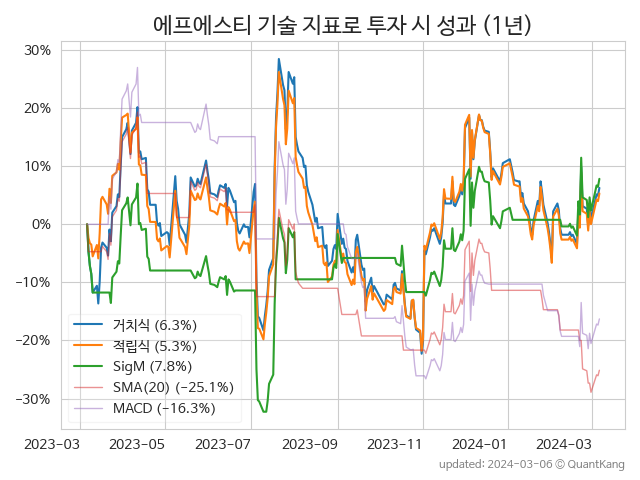 에프에스티 기술 지표로 투자 시 성과 (1년)
30%
20%
10%
0%
−10%
−20%
−30%
거치식 (6.3%)
적립식 (5.3%)
SigM (7.8%)
SMA(20) (−25.1%)
MACD (−16.3%)
2023-03 2023-05 2023-07 2023-09 2023-11 2024-01 2024-03
updated: 2024-03-06 ⓒ QuantKang